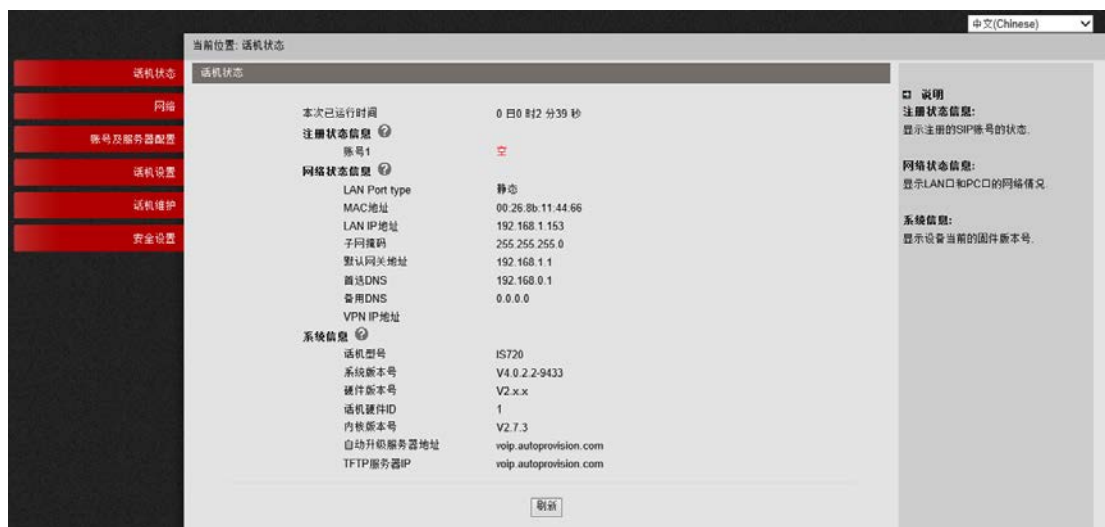 中文(Chinese)
当前位置: 话机状态
话机状态
网络
账号及服务器配置
话机设置
话机维护
安全设置
话机状态
本次已运行时间 0 日0 时2 分39 秒
注册状态信息
账号1 空
网络状态信息
LAN Port type 静态
MAC地址 00:26:8b:11:44:66
LAN IP地址 192.168.1.153
子网掩码 255.255.255.0
默认网关地址 192.168.1.1
首选DNS 192.168.0.1
备用DNS 0.0.0.0
VPN IP地址
系统信息
话机型号 IS720
系统版本号 V4.0.2.2-9433
硬件版本号 V2.x.x
话机硬件ID 1
内核版本号 V2.7.3
自动升级服务器地址 voip.autoprovision.com
TFTP服务器IP voip.autoprovision.com
刷新
说明
注册状态信息:
显示注册的SIP账号的状态.
网络状态信息:
显示LAN口和PC口的网络情况.
系统信息:
显示设备当前的固件版本号.